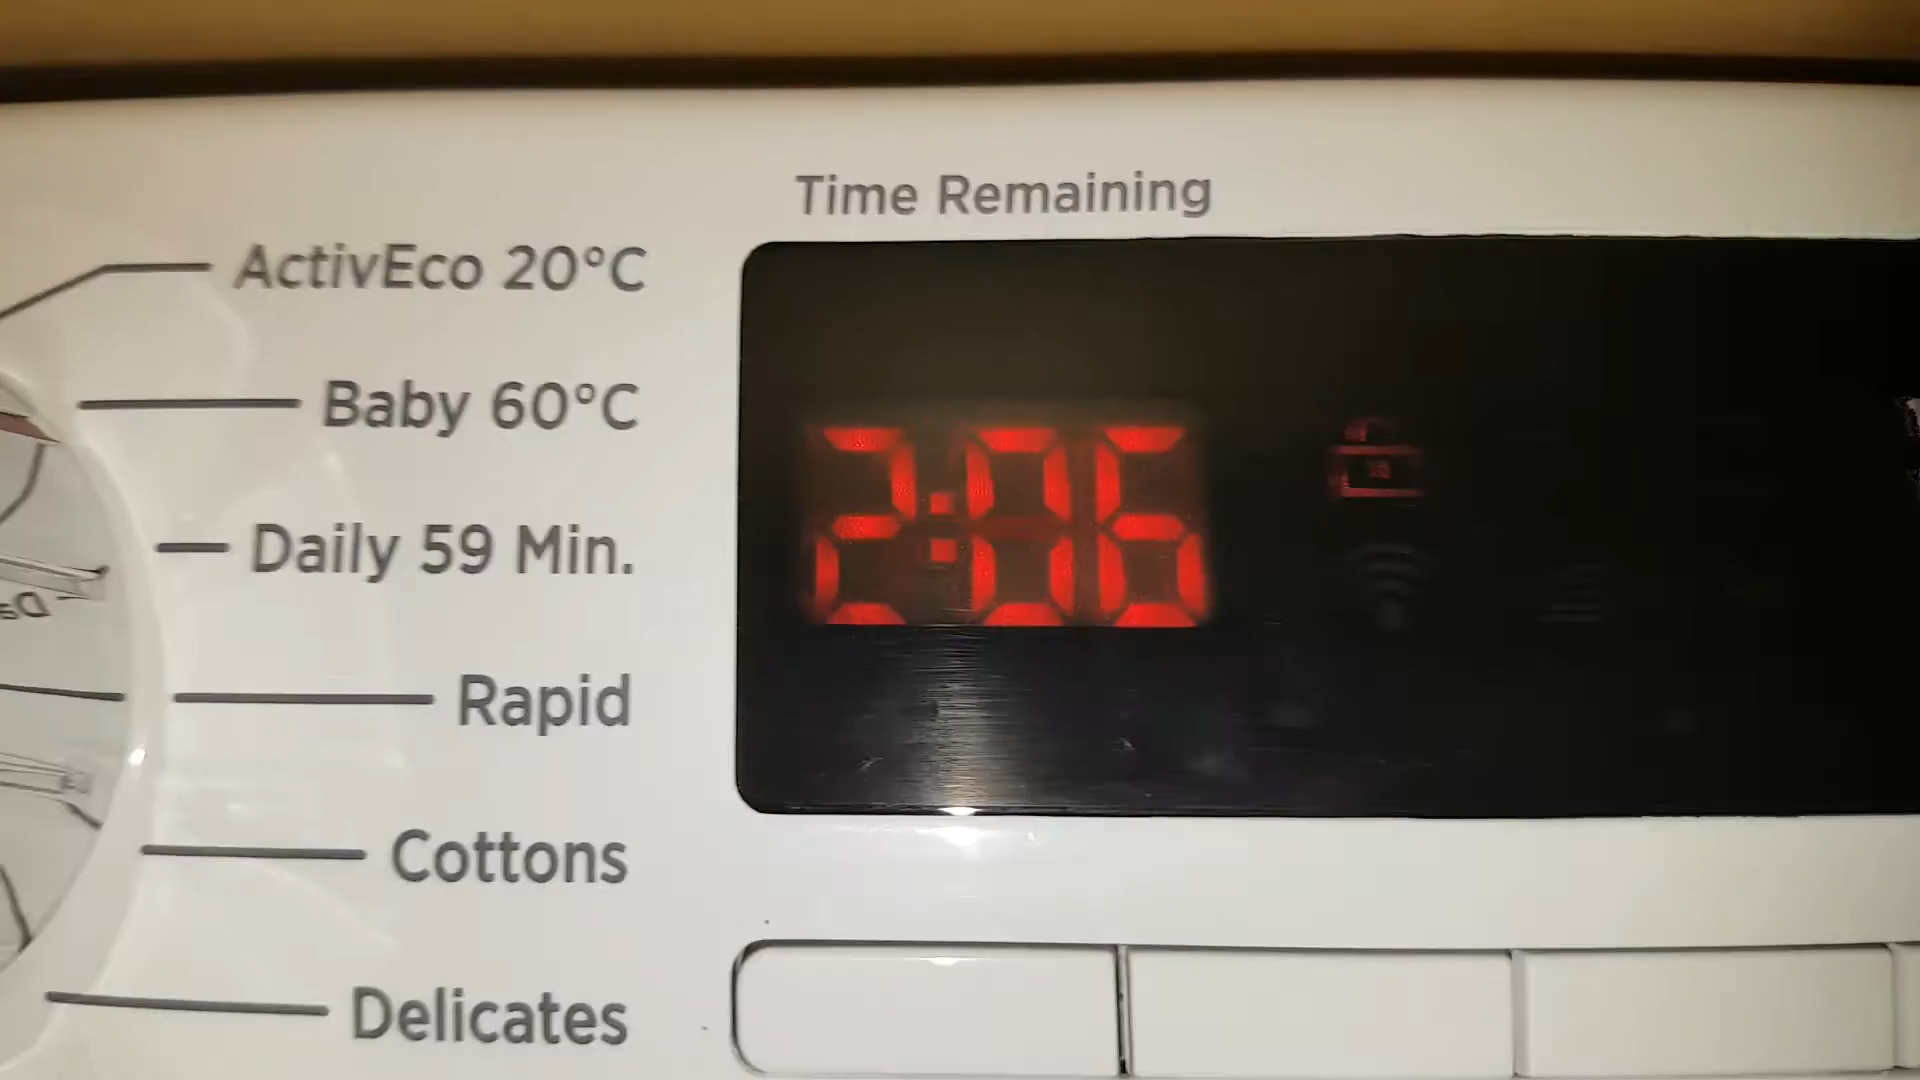 Time Remaining
ActivEco 20°C
Baby 60°C
2:06
Daily 59 Min.
Rapid
Cottons
Delicates